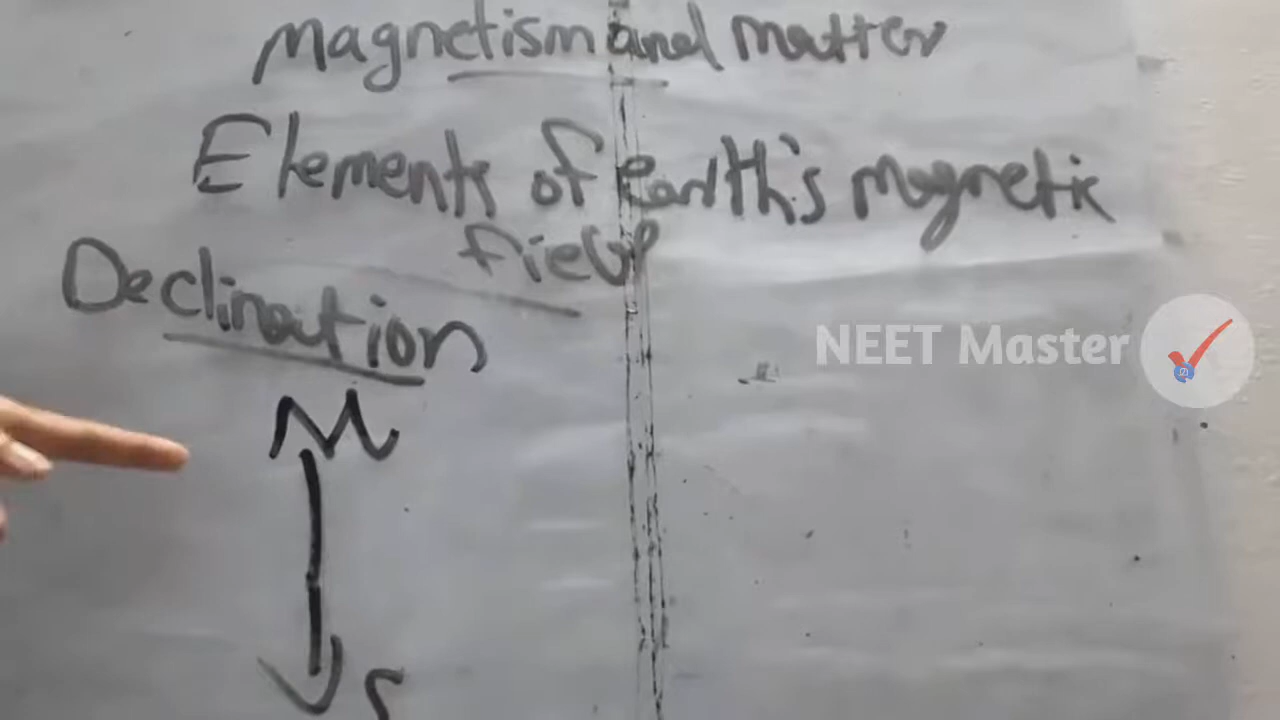 Magnetism and matter
Elements of earth's magnetic
field
Declination
NEET Master
N
S